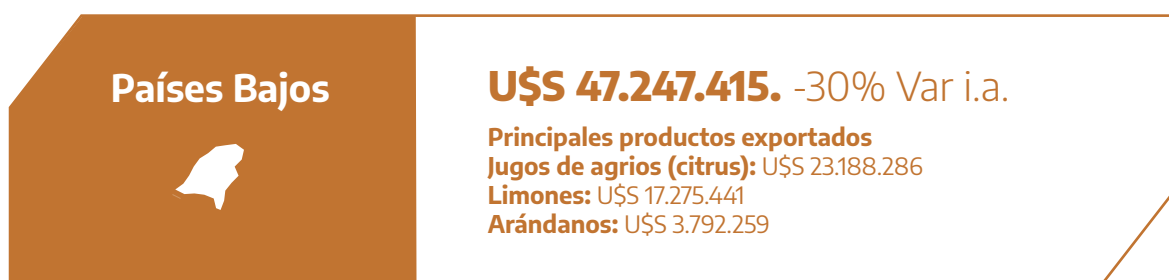 Países Bajos
U$S 47.247.415. -30% Var i.a.
Principales productos exportados
Jugos de agrios (citrus): U$S 23.188.286
Limones: U$S 17.275.441
Arándanos: U$S 3.792.259